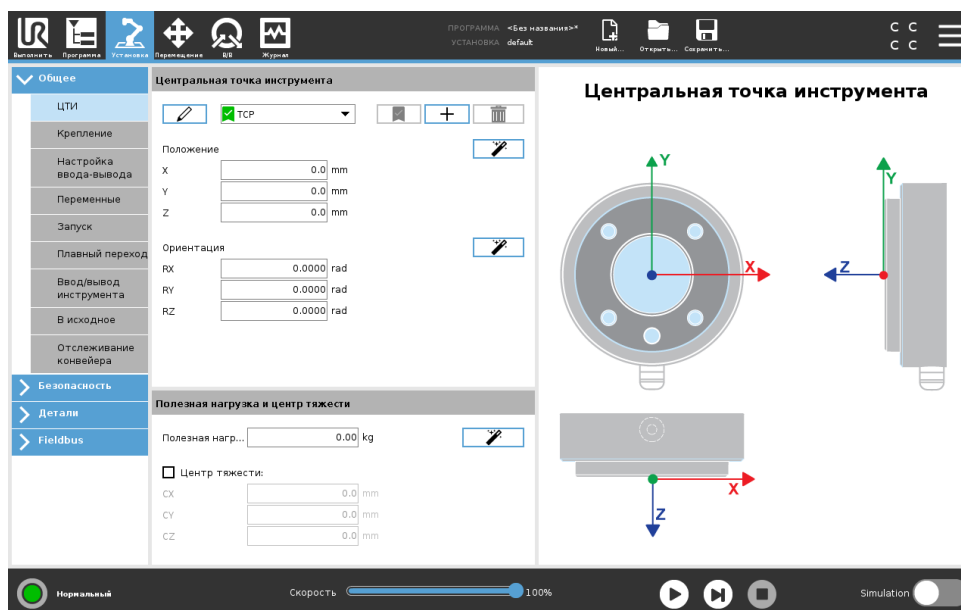 ПРОГРАММА <Без названия>*
УСТАНОВКА default
Выполнить Программа Установка Перемещение В/В Журнал
Новый... Открыть... Сохранить...
C C
C C
Общее
ЦТИ
Крепление
Настройка
ввода-вывода
Переменные
Запуск
Плавный переход
Ввод/вывод
инструмента
В исходное
Отслеживание
конвейера
Безопасность
Детали
Fieldbus
Центральная точка инструмента
TCP
Положение
X 0.0 mm
Y 0.0 mm
Z 0.0 mm
Ориентация
RX 0.0000 rad
RY 0.0000 rad
RZ 0.0000 rad
Полезная нагрузка и центр тяжести
Полезная нагр... 0.00 kg
Центр тяжести:
CX 0.0 mm
CY 0.0 mm
CZ 0.0 mm
Центральная точка инструмента
Y
X
Y
Z
X
Z
Нормальный
Скорость 100%
Simulation